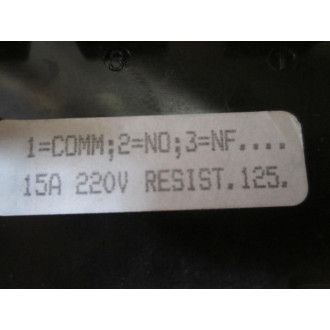 1=COMM;2=NO;3=NF....
15A 220V RESIST.125.